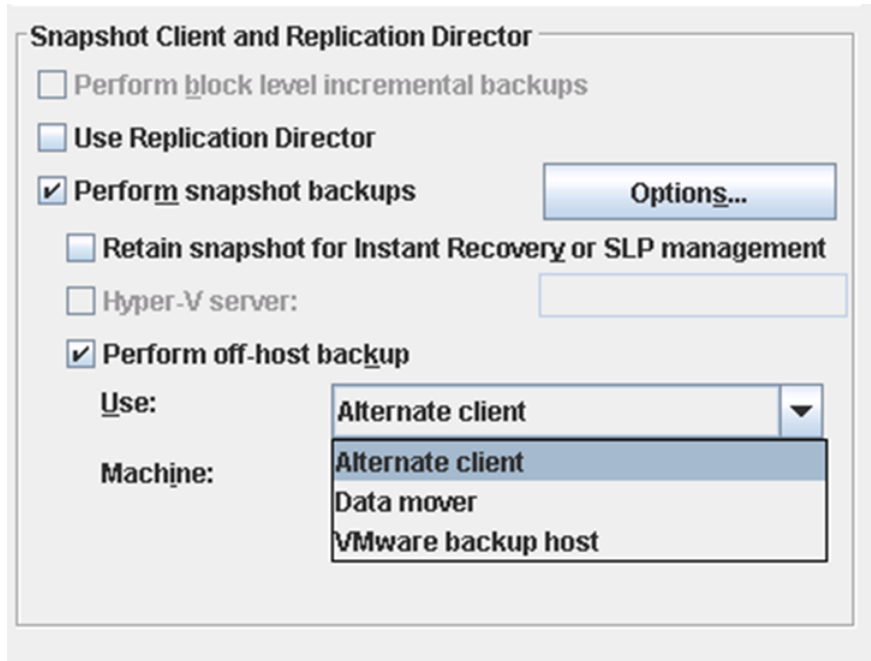 Snapshot Client and Replication Director
Perform block level incremental backups
Use Replication Director
Perform snapshot backups
Options...
Retain snapshot for Instant Recovery or SLP management
Hyper-V server:
Perform off-host backup
Use:
Alternate client
Machine:
Alternate client
Data mover
VMware backup host